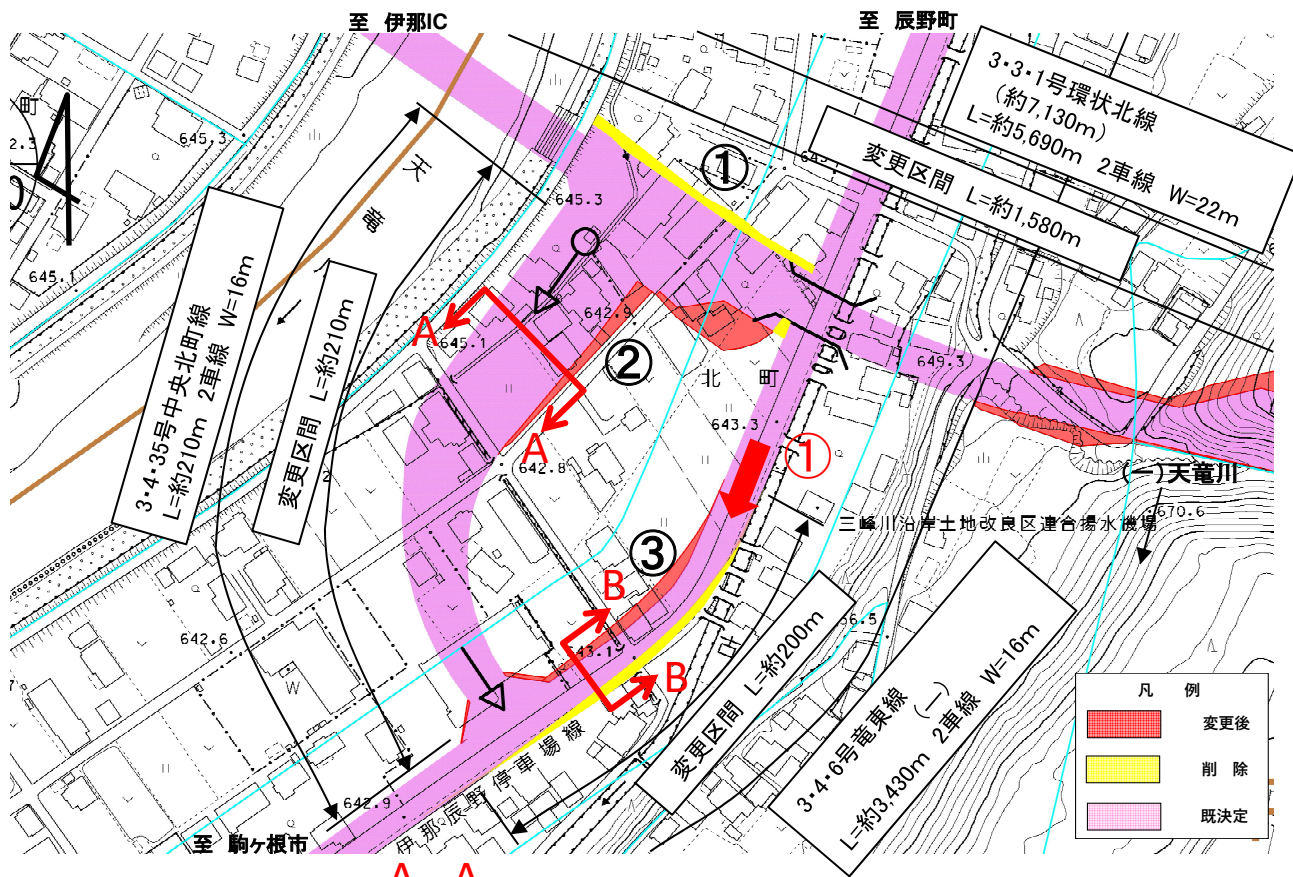 至 伊那IC
至 辰野町
3・3・1号環状北線
(約7,130m)
L=約5,690m 2車線 W=22m
変更区間 L=約1,580m
町
645.3
①
645.3
天
竜
645.1
3・4・35号中央北町線
L=約210m 2車線 W=16m
変更区間 L=約210m
642.9
A
645.1
②
北町
649.3
A
643.3
①
642.8
(一)天竜川
670.6
三峰川沿岸土地改良区連合揚水機場
③
B
B
642.6
変更区間 L=約200m
3・4・6号竜東線
(一)
L=約3,430m 2車線 W=16m
伊那辰野停車場線
642.9
至 駒ヶ根市
凡 例
変更後
削 除
既決定
A A